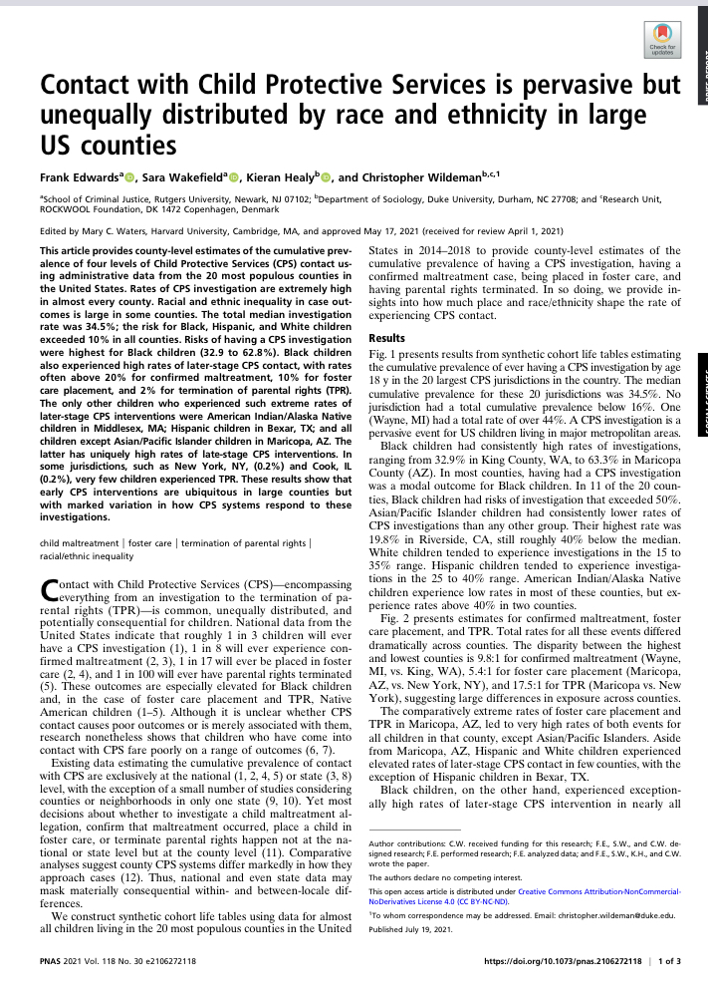 Check for
updates
Contact with Child Protective Services is pervasive but
unequally distributed by race and ethnicity in large
US counties
Frank Edwardsa, Sara Wakefielda, Kieran Healyb, and Christopher Wildemanb,c,1
aSchool of Criminal Justice, Rutgers University, Newark, NJ 07102; bDepartment of Sociology, Duke University, Durham, NC 27708; and cResearch Unit,
ROCKWOOL Foundation, DK 1472 Copenhagen, Denmark
Edited by Mary C. Waters, Harvard University, Cambridge, MA, and approved May 17, 2021 (received for review April 1, 2021)
This article provides county-level estimates of the cumulative prev-
alence of four levels of Child Protective Services (CPS) contact us-
ing administrative data from the 20 most populous counties in
the United States. Rates of CPS investigation are extremely high
in almost every county. Racial and ethnic inequality in case out-
comes is large in some counties. The total median investigation
rate was 34.5%; the risk for Black, Hispanic, and White children
exceeded 10% in all counties. Risks of having a CPS investigation
were highest for Black children (32.9 to 62.8%). Black children
also experienced high rates of later-stage CPS contact, with rates
often above 20% for confirmed maltreatment, 10% for foster
care placement, and 2% for termination of parental rights (TPR).
The only other children who experienced such extreme rates of
later-stage CPS interventions were American Indian/Alaska Native
children in Middlesex, MA; Hispanic children in Bexar, TX; and all
children except Asian/Pacific Islander children in Maricopa, AZ. The
latter has uniquely high rates of late-stage CPS interventions. In
some jurisdictions, such as New York, NY, (0.2%) and Cook, IL
(0.2%), very few children experienced TPR. These results show that
early CPS interventions are ubiquitous in large counties but
with marked variation in how CPS systems respond to these
investigations.
child maltreatment | foster care | termination of parental rights |
racial/ethnic inequality
Contact with Child Protective Services (CPS)—encompassing
everything from an investigation to the termination of pa-
rental rights (TPR)—is common, unequally distributed, and
potentially consequential for children. National data from the
United States indicate that roughly 1 in 3 children will ever
have a CPS investigation (1), 1 in 8 will ever experience con-
firmed maltreatment (2, 3), 1 in 17 will ever be placed in foster
care (2, 4), and 1 in 100 will ever have parental rights terminated
(5). These outcomes are especially elevated for Black children
and, in the case of foster care placement and TPR, Native
American children (1–5). Although it is unclear whether CPS
contact causes poor outcomes or is merely associated with them,
research nonetheless shows that children who have come into
contact with CPS fare poorly on a range of outcomes (6, 7).
Existing data estimating the cumulative prevalence of contact
with CPS are exclusively at the national (1, 2, 4, 5) or state (3, 8)
level, with the exception of a small number of studies considering
counties or neighborhoods in only one state (9, 10). Yet most
decisions about whether to investigate a child maltreatment al-
legation, confirm that maltreatment occurred, place a child in
foster care, or terminate parental rights happen not at the na-
tional or state level but at the county level (11). Comparative
analyses suggest county CPS systems differ markedly in how they
approach cases (12). Thus, national and even state data may
mask materially consequential within- and between-locale dif-
ferences.
We construct synthetic cohort life tables using data for almost
all children living in the 20 most populous counties in the United
States in 2014–2018 to provide county-level estimates of the
cumulative prevalence of having a CPS investigation, having a
confirmed maltreatment case, being placed in foster care, and
having parental rights terminated. In so doing, we provide in-
sights into how much place and race/ethnicity shape the rate of
experiencing CPS contact.
Results
Fig. 1 presents results from synthetic cohort life tables estimating
the cumulative prevalence of ever having a CPS investigation by age
18 y in the 20 largest CPS jurisdictions in the country. The median
cumulative prevalence for these 20 jurisdictions was 34.5%. No
jurisdiction had a total cumulative prevalence below 16%. One
(Wayne, MI) had a total rate of over 44%. A CPS investigation is a
pervasive event for US children living in major metropolitan areas.
Black children had consistently high rates of investigations,
ranging from 32.9% in King County, WA, to 63.3% in Maricopa
County (AZ). In most counties, having had a CPS investigation
was a modal outcome for Black children. In 11 of the 20 coun-
ties, Black children had risks of investigation that exceeded 50%.
Asian/Pacific Islander children had consistently lower rates of
CPS investigations than any other group. Their highest rate was
19.8% in Riverside, CA, still roughly 40% below the median.
White children tended to experience investigations in the 15 to
35% range. Hispanic children tended to experience investiga-
tions in the 25 to 40% range. American Indian/Alaska Native
children experience low rates in most of these counties, but ex-
perience rates above 40% in two counties.
Fig. 2 presents estimates for confirmed maltreatment, foster
care placement, and TPR. Total rates for all these events differed
dramatically across counties. The disparity between the highest
and lowest counties is 9.8:1 for confirmed maltreatment (Wayne,
MI, vs. King, WA), 5.4:1 for foster care placement (Maricopa,
AZ, vs. New York, NY), and 17.5:1 for TPR (Maricopa vs. New
York), suggesting large differences in exposure across counties.
The comparatively extreme rates of foster care placement and
TPR in Maricopa, AZ, led to very high rates of both events for
all children in that county, except Asian/Pacific Islanders. Aside
from Maricopa, AZ, Hispanic and White children experienced
elevated rates of later-stage CPS contact in few counties, with the
exception of Hispanic children in Bexar, TX.
Black children, on the other hand, experienced exception-
ally high rates of later-stage CPS intervention in nearly all
Author contributions: C.W. received funding for this research; F.E., S.W., and C.W. de-
signed research; F.E. performed research; F.E. analyzed data; and F.E., S.W., K.H., and C.W.
wrote the paper.
The authors declare no competing interest.
This open access article is distributed under Creative Commons Attribution-NonCommercial-
NoDerivatives License 4.0 (CC BY-NC-ND).
1To whom correspondence may be addressed. Email: christopher.wildeman@duke.edu.
Published July 19, 2021.
PNAS 2021 Vol. 118 No. 30 e2106272118
https://doi.org/10.1073/pnas.2106272118 | 1 of 3